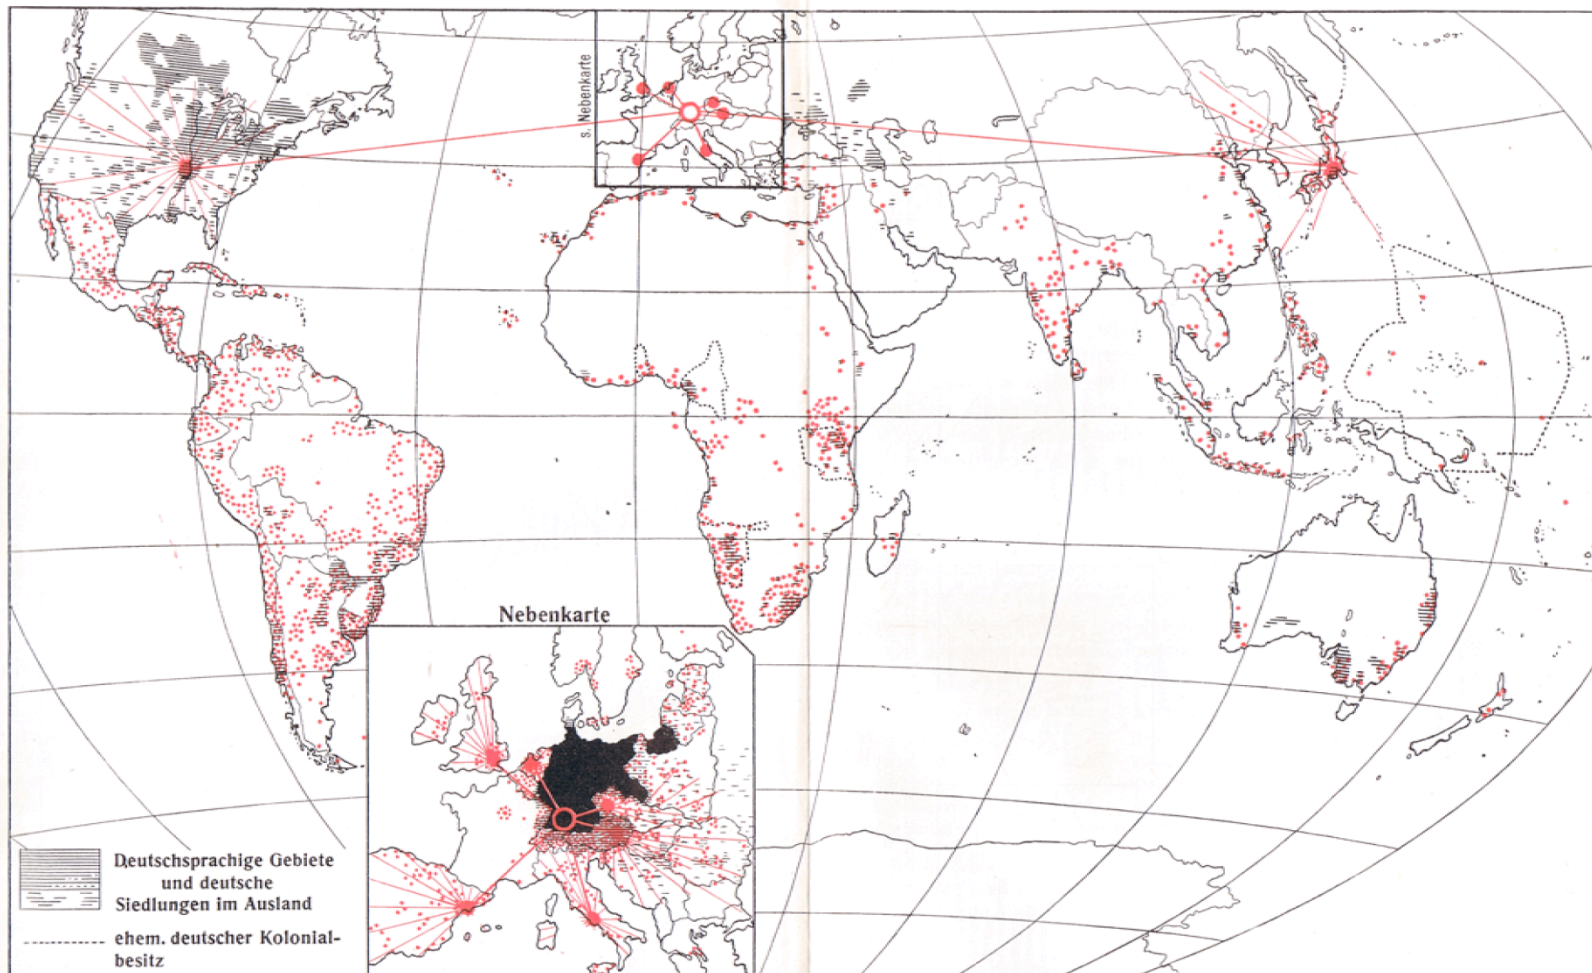 s. Nebenkarte
Nebenkarte
Deutschsprachige Gebiete
und deutsche
Siedlungen im Ausland
ehem. deutscher Kolonial-
besitz